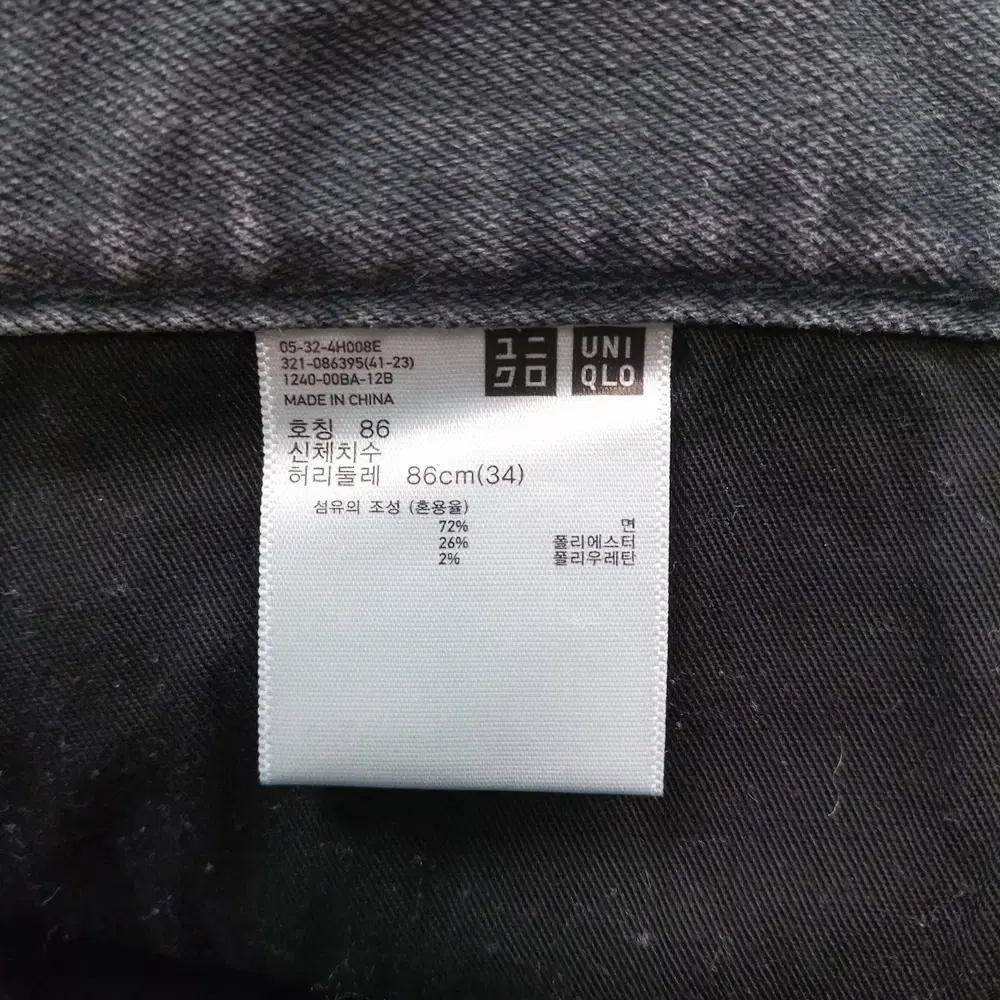 05-32-4H008E
321-086395(41-23)
1240-00BA-12B
MADE IN CHINA
ユニ
クロ
UNI
QLO
호칭 86
신체치수
허리둘레 86cm(34)
섬유의 조성 (혼용율)
72% 면
26% 폴리에스터
2% 폴리우레탄